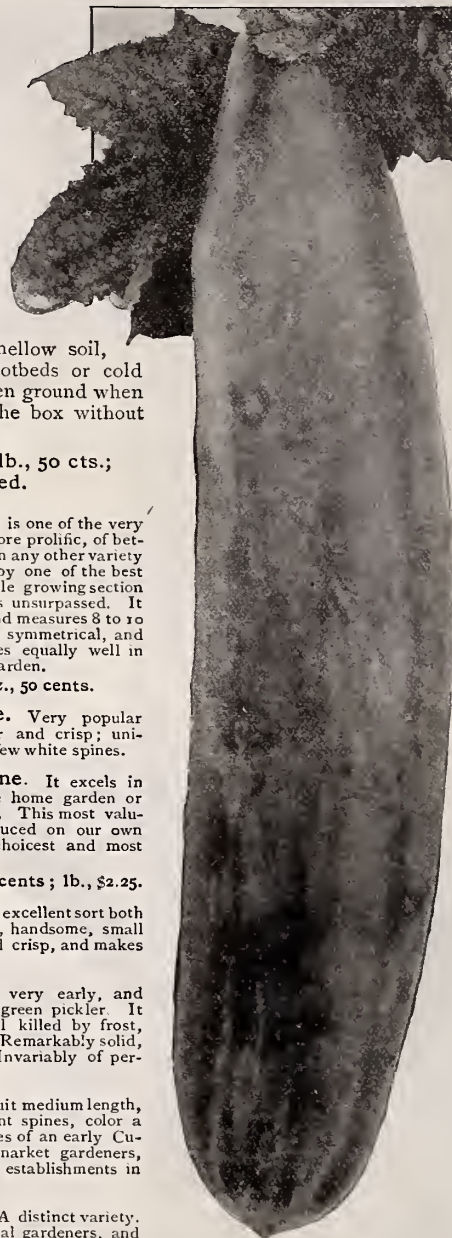 nellow soil,
otbeds or cold
en ground when
he box without
lb., 50 cts.;
ed.
is one of the very
ore prolific, of bet-
n any other variety
by one of the best
le growing section
s unsurpassed. It
d measures 8 to 10
symmetrical, and
es equally well in
arden.
z., 50 cents.
e. Very popular
r and crisp; uni-
ew white spines.
ne. It excels in
e home garden or
. This most valu-
uced on our own
hoicest and most
cents; lb., $2.25.
excellent sort both
, handsome, small
l crisp, and makes
very early, and
green pickler. It
l killed by frost,
Remarkably solid,
Invariably of per-
uit medium length,
nt spines, color a
es of an early Cu-
market gardeners,
establishments in
A distinct variety.
al gardeners, and